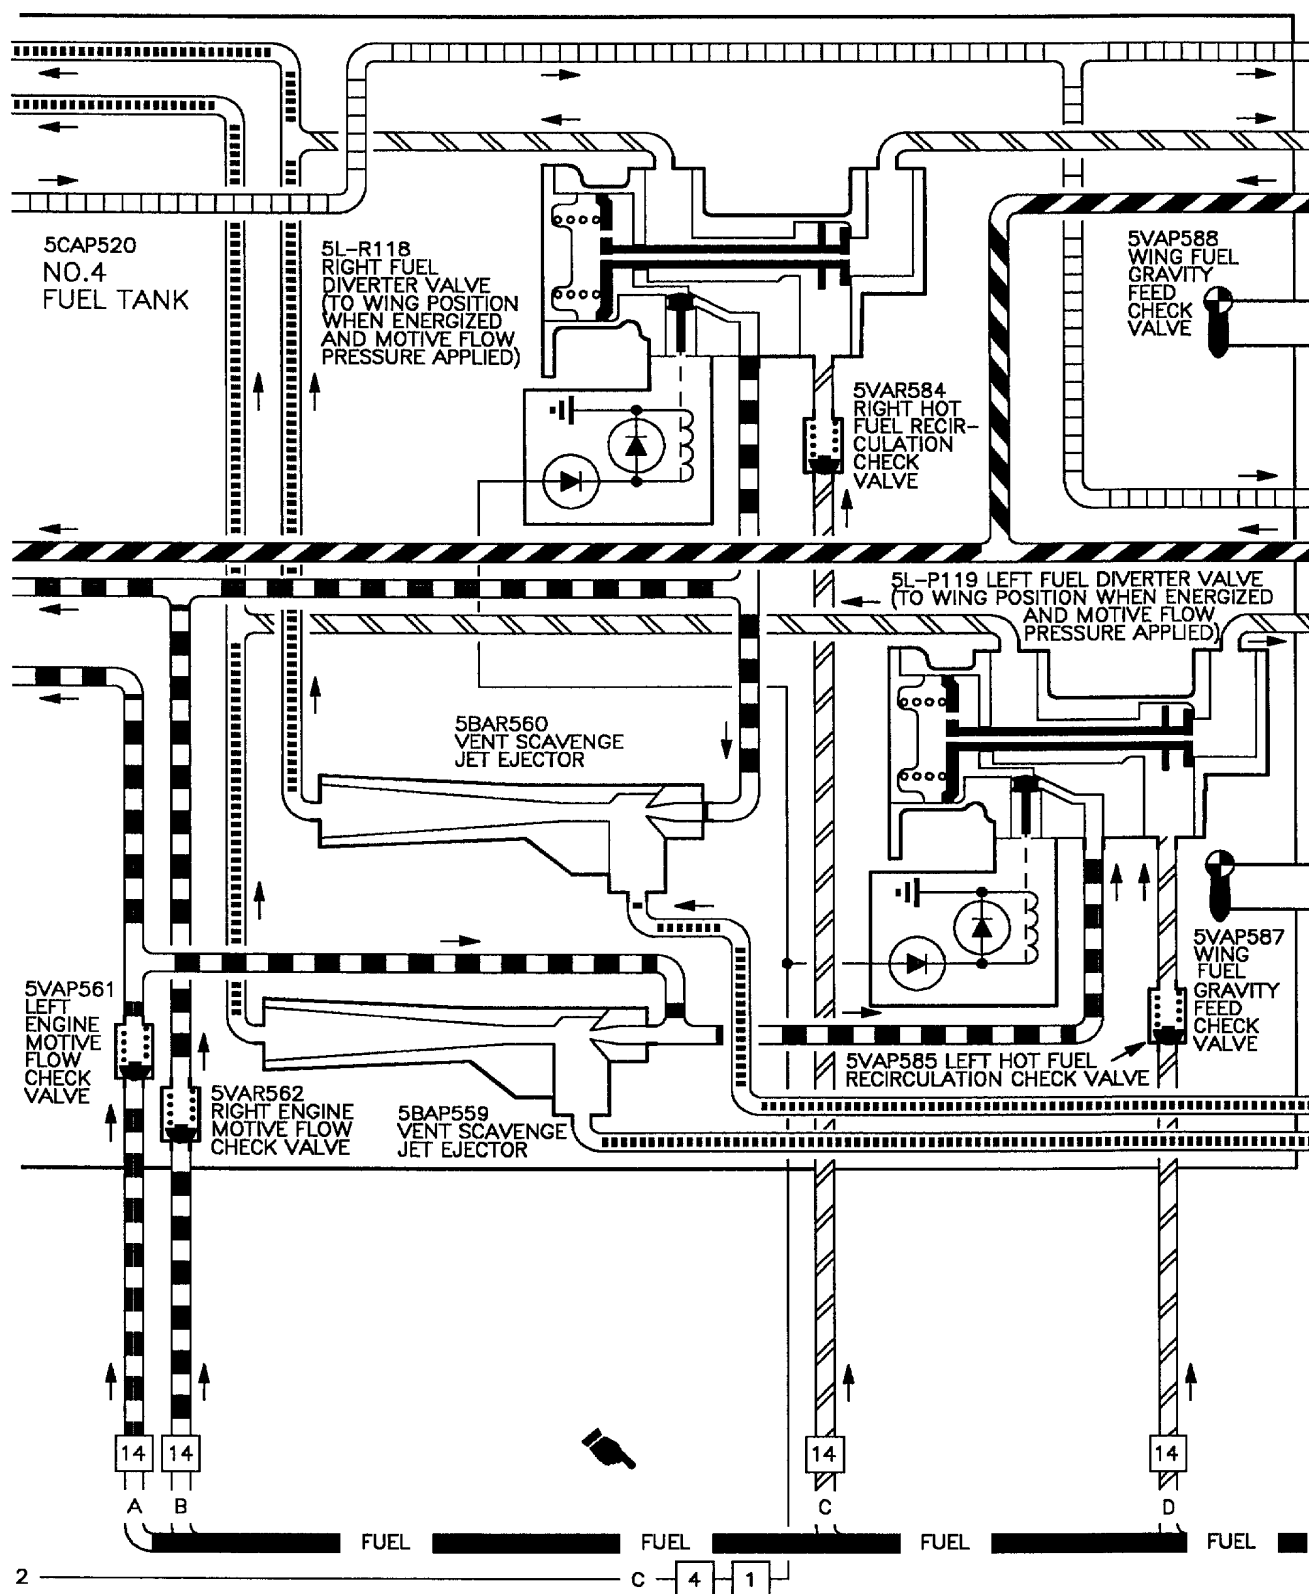 5CAP520
NO.4
FUEL TANK
5L-R118
RIGHT FUEL
DIVERTER VALVE
(TO WING POSITION
WHEN ENERGIZED
AND MOTIVE FLOW
PRESSURE APPLIED)
5VAP588
WING FUEL
GRAVITY
FEED
CHECK
VALVE
5VAR584
RIGHT HOT
FUEL RECIR-
CULATION
CHECK
VALVE
5L-P119 LEFT FUEL DIVERTER VALVE
(TO WING POSITION WHEN ENERGIZED
AND MOTIVE FLOW
PRESSURE APPLIED)
5BAR560
VENT SCAVENGE
JET EJECTOR
5VAP587
WING
FUEL
GRAVITY
FEED
CHECK
VALVE
5VAP561
LEFT
ENGINE
MOTIVE
FLOW
CHECK
VALVE
5VAP585 LEFT HOT FUEL
RECIRCULATION CHECK VALVE
5VAR562
RIGHT ENGINE
MOTIVE FLOW
CHECK VALVE
5BAP559
VENT SCAVENGE
JET EJECTOR
14 14 14 14
A B C D
FUEL FUEL FUEL FUEL
2 C 4 1